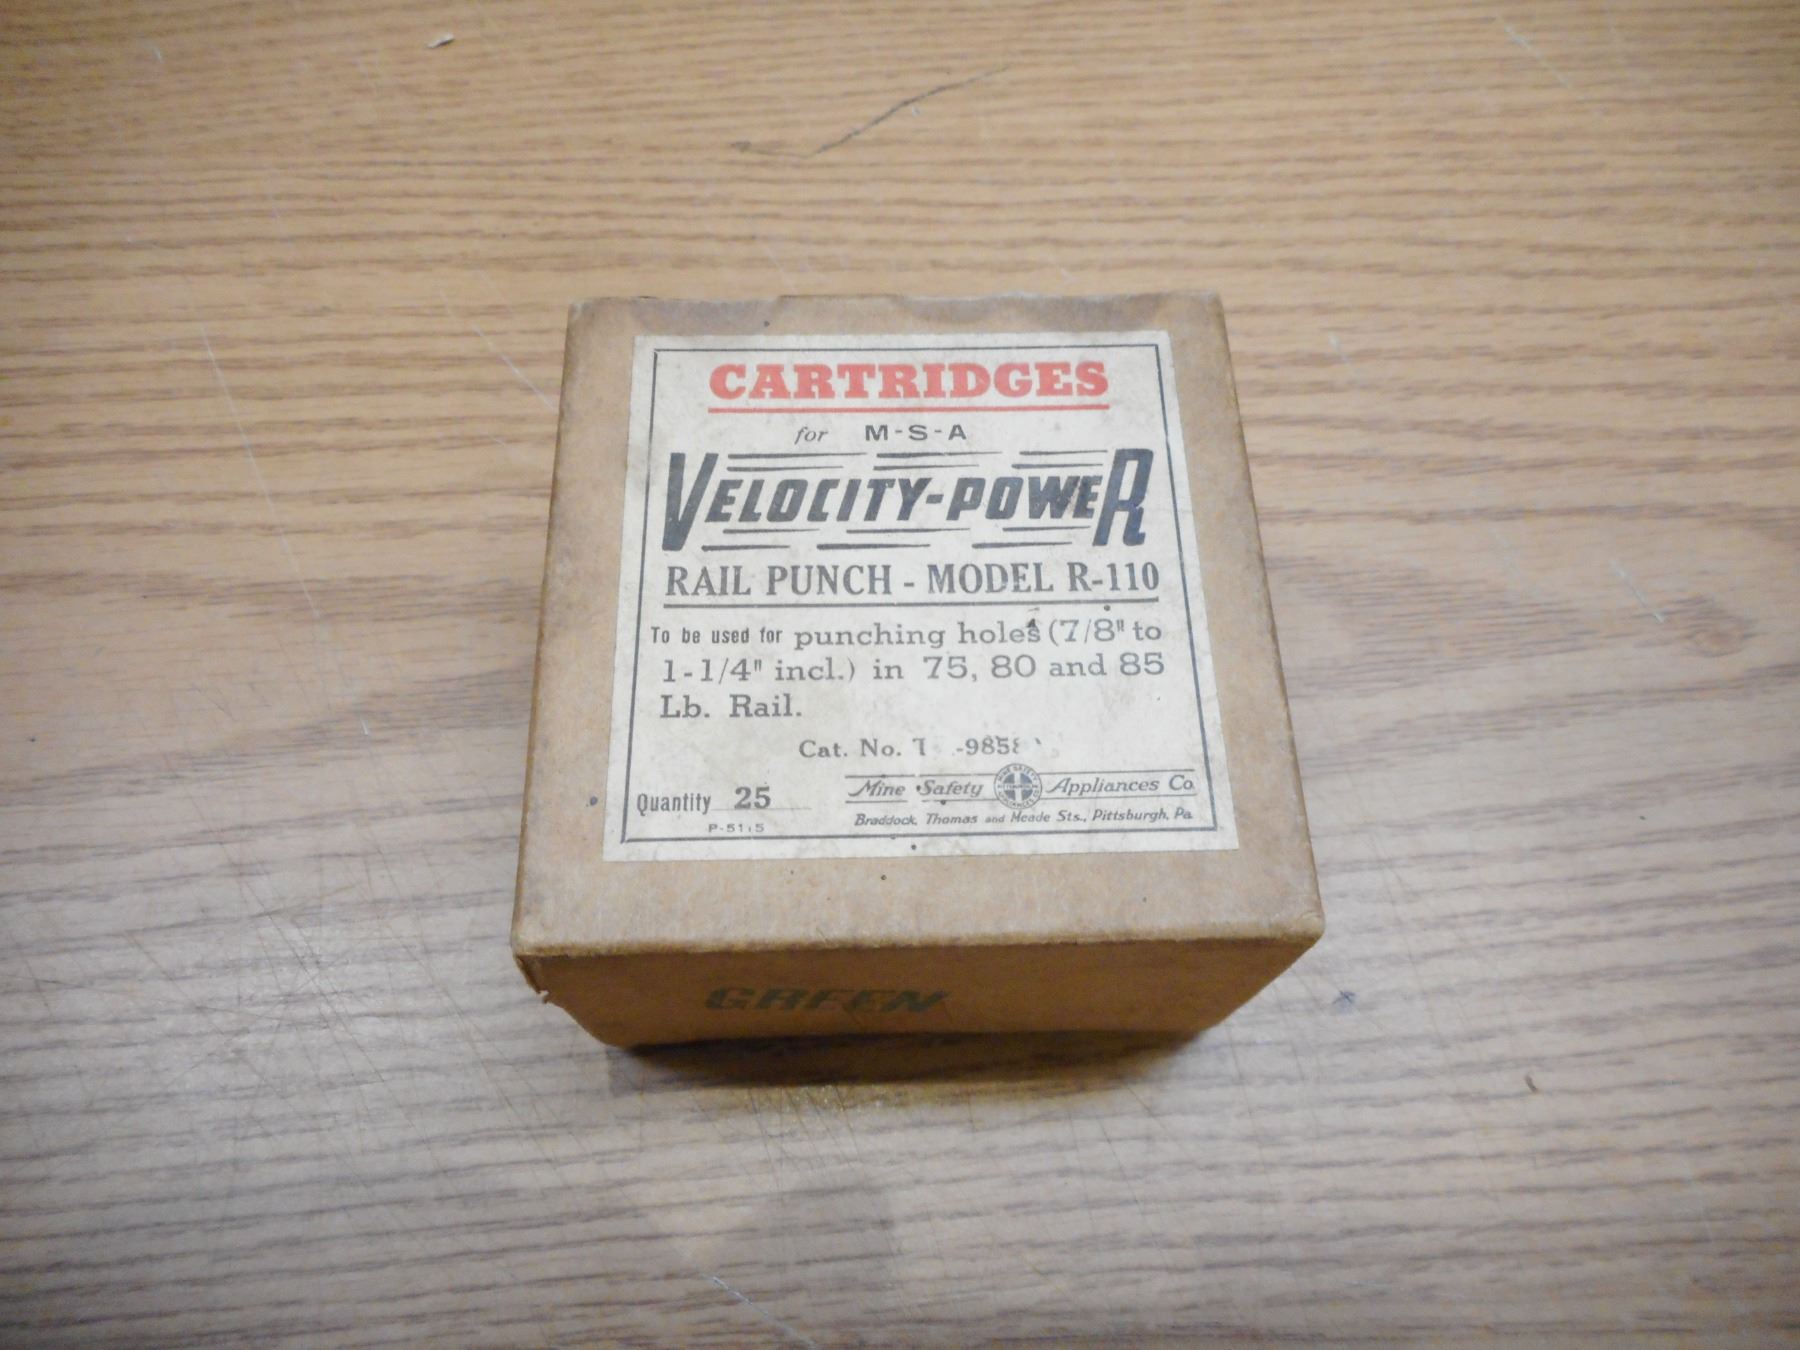 CARTRIDGES
for M-S-A
VELOCITY-POWER
RAIL PUNCH - MODEL R-110
To be used for punching holes (7/8" to
1-1/4" incl.) in 75, 80 and 85
Lb. Rail.
Cat. No.
Quantity 25
Mine Safety Appliances Co.
Braddock, Thomas and Meade Sts., Pittsburgh, Pa.
GREEN